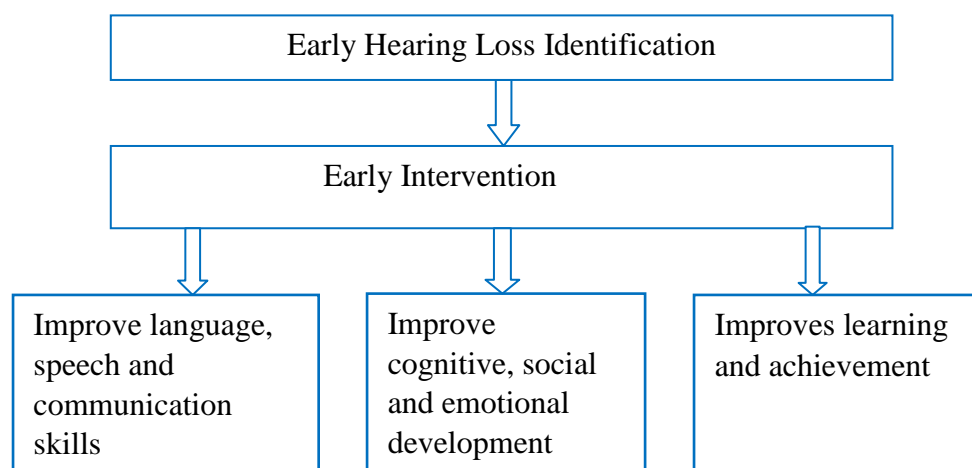 Early Hearing Loss Identification
Early Intervention
Improve language,
speech and
communication
skills
Improve
cognitive, social
and emotional
development
Improves learning
and achievement